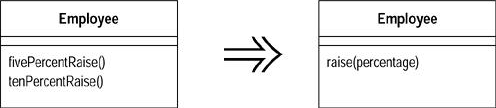 Employee
fivePercentRaise()
tenPercentRaise()
Employee
raise(percentage)